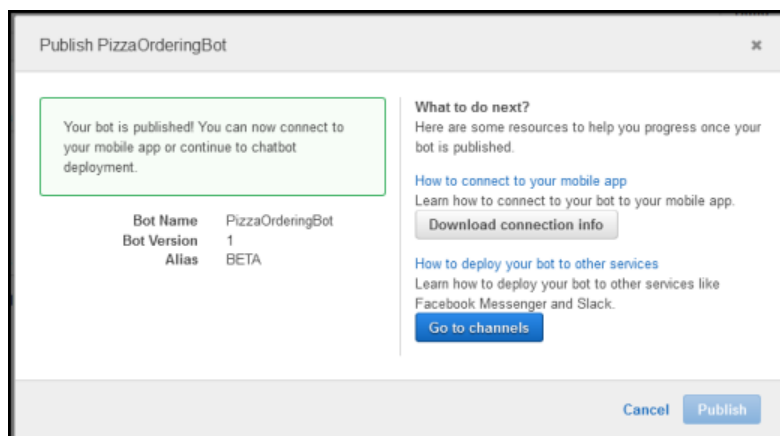 Publish PizzaOrderingBot
Your bot is published! You can now connect to
your mobile app or continue to chatbot
deployment.
Bot Name PizzaOrderingBot
Bot Version 1
Alias BETA
What to do next?
Here are some resources to help you progress once your
bot is published.
How to connect to your mobile app
Learn how to connect to your bot to your mobile app.
Download connection info
How to deploy your bot to other services
Learn how to deploy your bot to other services like
Facebook Messenger and Slack.
Go to channels
Cancel Publish